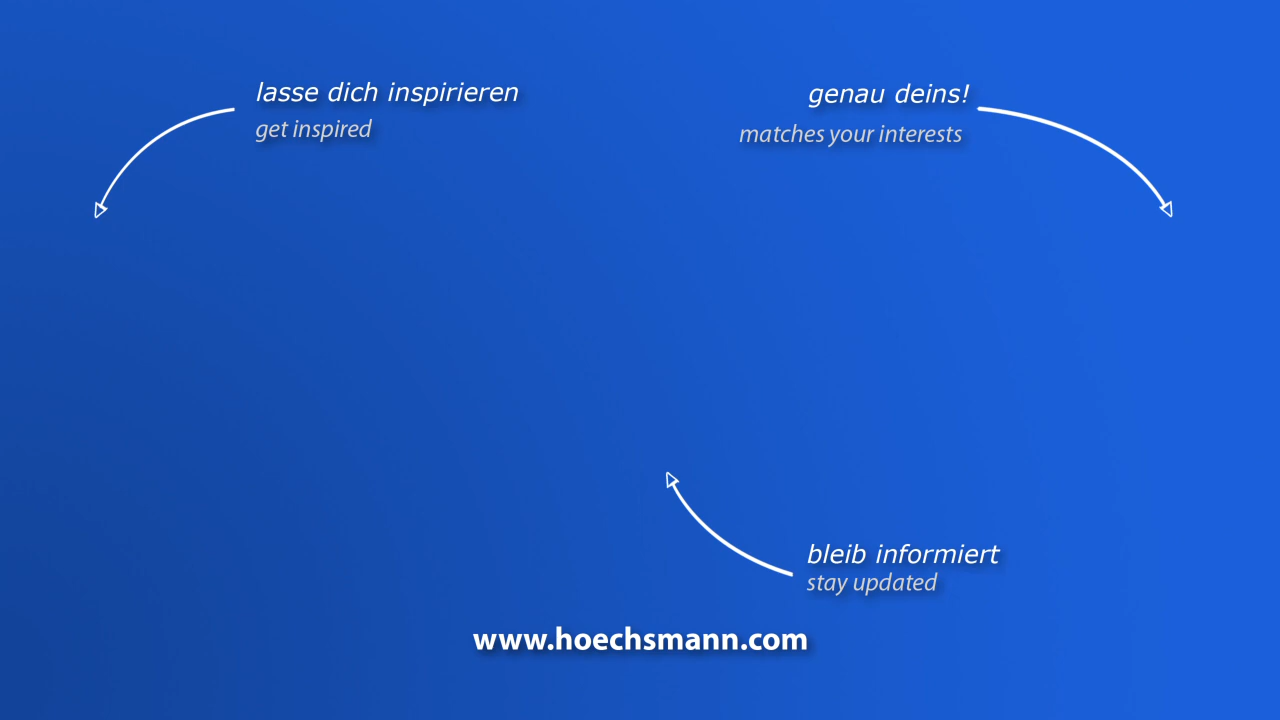 lasse dich inspirieren
get inspired
genau deins!
matches your interests
bleib informiert
stay updated
www.hoechsmann.com